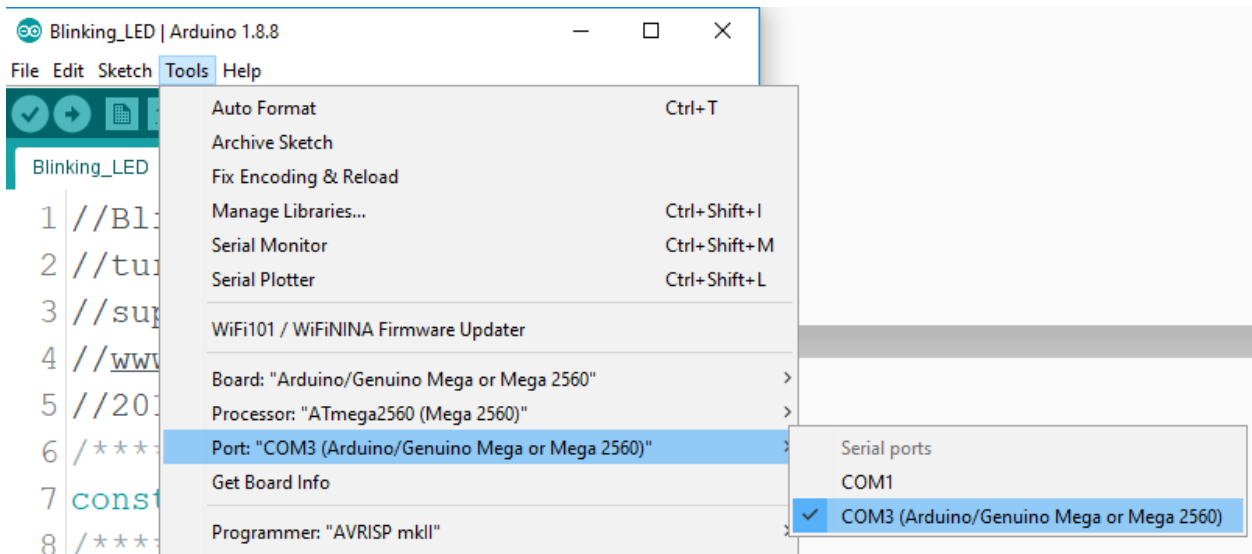 Blinking_LED | Arduino 1.8.8
File Edit Sketch Tools Help
Auto Format Ctrl+T
Archive Sketch
Blinking_LED
Fix Encoding & Reload
Manage Libraries... Ctrl+Shift+I
Serial Monitor Ctrl+Shift+M
Serial Plotter Ctrl+Shift+L
WiFi101 / WiFiNINA Firmware Updater
Board: "Arduino/Genuino Mega or Mega 2560"
Processor: "ATmega2560 (Mega 2560)"
Port: "COM3 (Arduino/Genuino Mega or Mega 2560)"
Get Board Info
Programmer: "AVRISP mkII"
Serial ports
COM1
COM3 (Arduino/Genuino Mega or Mega 2560)
1 //Bli
2 //tu
3 //su
4 //www
5 //201
6 /****
7 const
8 /****